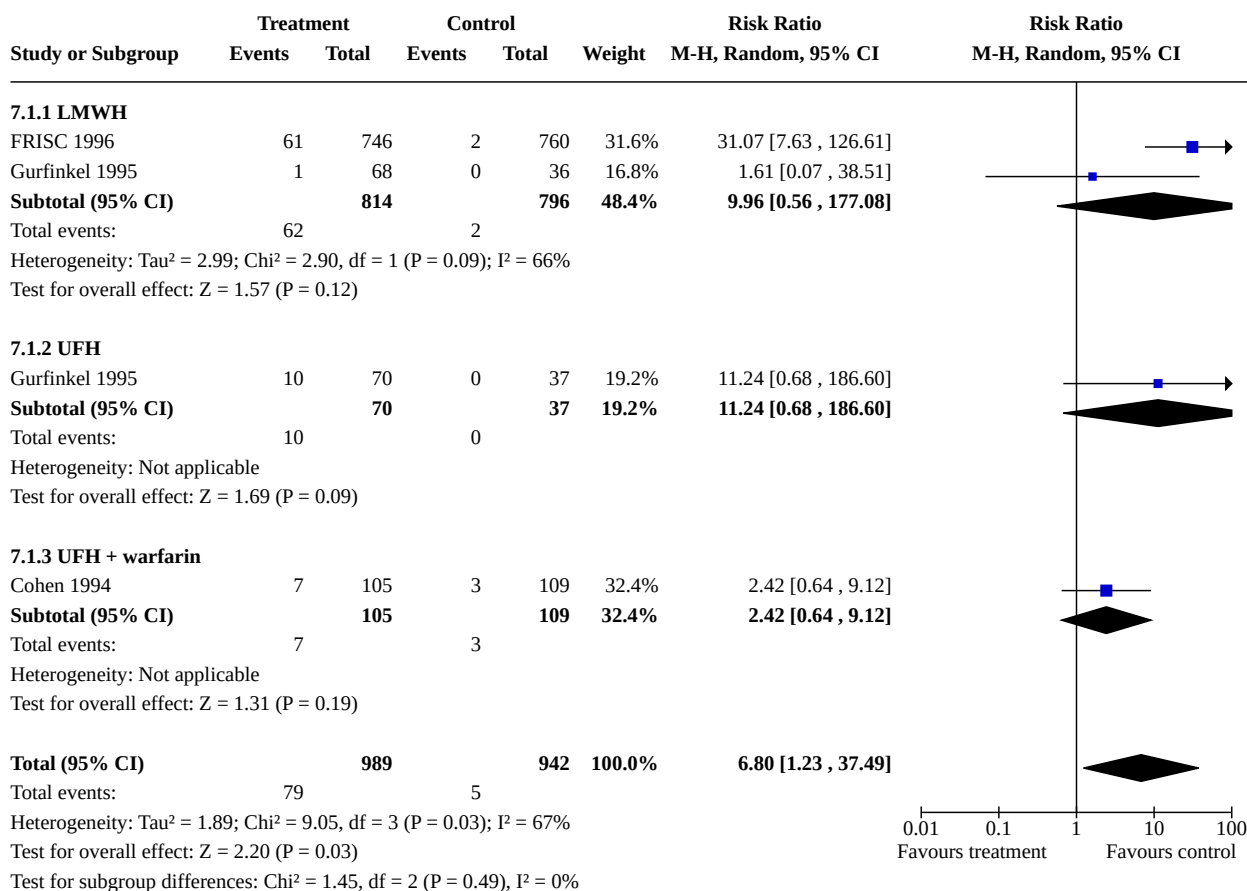 Treatment Control Risk Ratio Risk Ratio
Study or Subgroup Events Total Events Total Weight M-H, Random, 95% CI M-H, Random, 95% CI
7.1.1 LMWH
FRISC 1996 61 746 2 760 31.6% 31.07 [7.63 , 126.61]
Gurfinkel 1995 1 68 0 36 16.8% 1.61 [0.07 , 38.51]
Subtotal (95% CI) 814 796 48.4% 9.96 [0.56 , 177.08]
Total events: 62 2
Heterogeneity: Tau² = 2.99; Chi² = 2.90, df = 1 (P = 0.09); I² = 66%
Test for overall effect: Z = 1.57 (P = 0.12)
7.1.2 UFH
Gurfinkel 1995 10 70 0 37 19.2% 11.24 [0.68 , 186.60]
Subtotal (95% CI) 70 37 19.2% 11.24 [0.68 , 186.60]
Total events: 10 0
Heterogeneity: Not applicable
Test for overall effect: Z = 1.69 (P = 0.09)
7.1.3 UFH + warfarin
Cohen 1994 7 105 3 109 32.4% 2.42 [0.64 , 9.12]
Subtotal (95% CI) 105 109 32.4% 2.42 [0.64 , 9.12]
Total events: 7 3
Heterogeneity: Not applicable
Test for overall effect: Z = 1.31 (P = 0.19)
Total (95% CI) 989 942 100.0% 6.80 [1.23 , 37.49]
Total events: 79 5
Heterogeneity: Tau² = 1.89; Chi² = 9.05, df = 3 (P = 0.03); I² = 67%
0.01 0.1 1 10 100
Test for overall effect: Z = 2.20 (P = 0.03)
Favours treatment Favours control
Test for subgroup differences: Chi² = 1.45, df = 2 (P = 0.49), I² = 0%